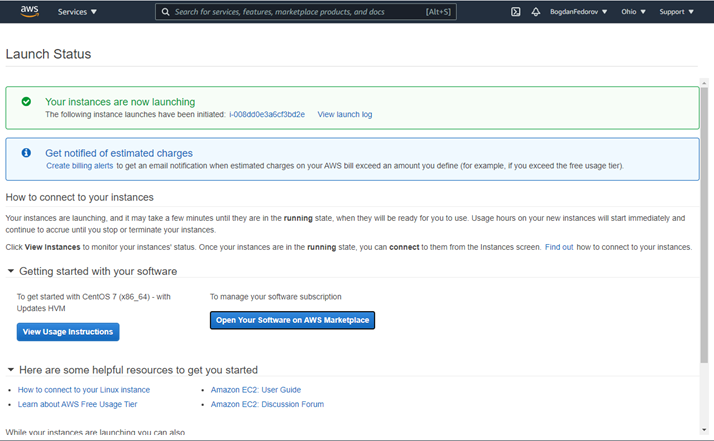 aws Services Search for services, features, marketplace products, and docs [Alt+S] BogdanFedorov Ohio Support
Launch Status
Your instances are now launching
The following instance launches have been initiated: i-008dd0e3a6cf3bd2e View launch log
Get notified of estimated charges
Create billing alerts to get an email notification when estimated charges on your AWS bill exceed an amount you define (for example, if you exceed the free usage tier).
How to connect to your instances
Your instances are launching, and it may take a few minutes until they are in the running state, when they will be ready for you to use. Usage hours on your new instances will start immediately and
continue to accrue until you stop or terminate your instances.
Click View Instances to monitor your instances' status. Once your instances are in the running state, you can connect to them from the Instances screen. Find out how to connect to your instances.
Getting started with your software
To get started with CentOS 7 (x86_64) - with
Updates HVM
View Usage Instructions
To manage your software subscription
Open Your Software on AWS Marketplace
Here are some helpful resources to get you started
• How to connect to your Linux instance
• Learn about AWS Free Usage Tier
• Amazon EC2: User Guide
• Amazon EC2: Discussion Forum
While your instances are launching you can also